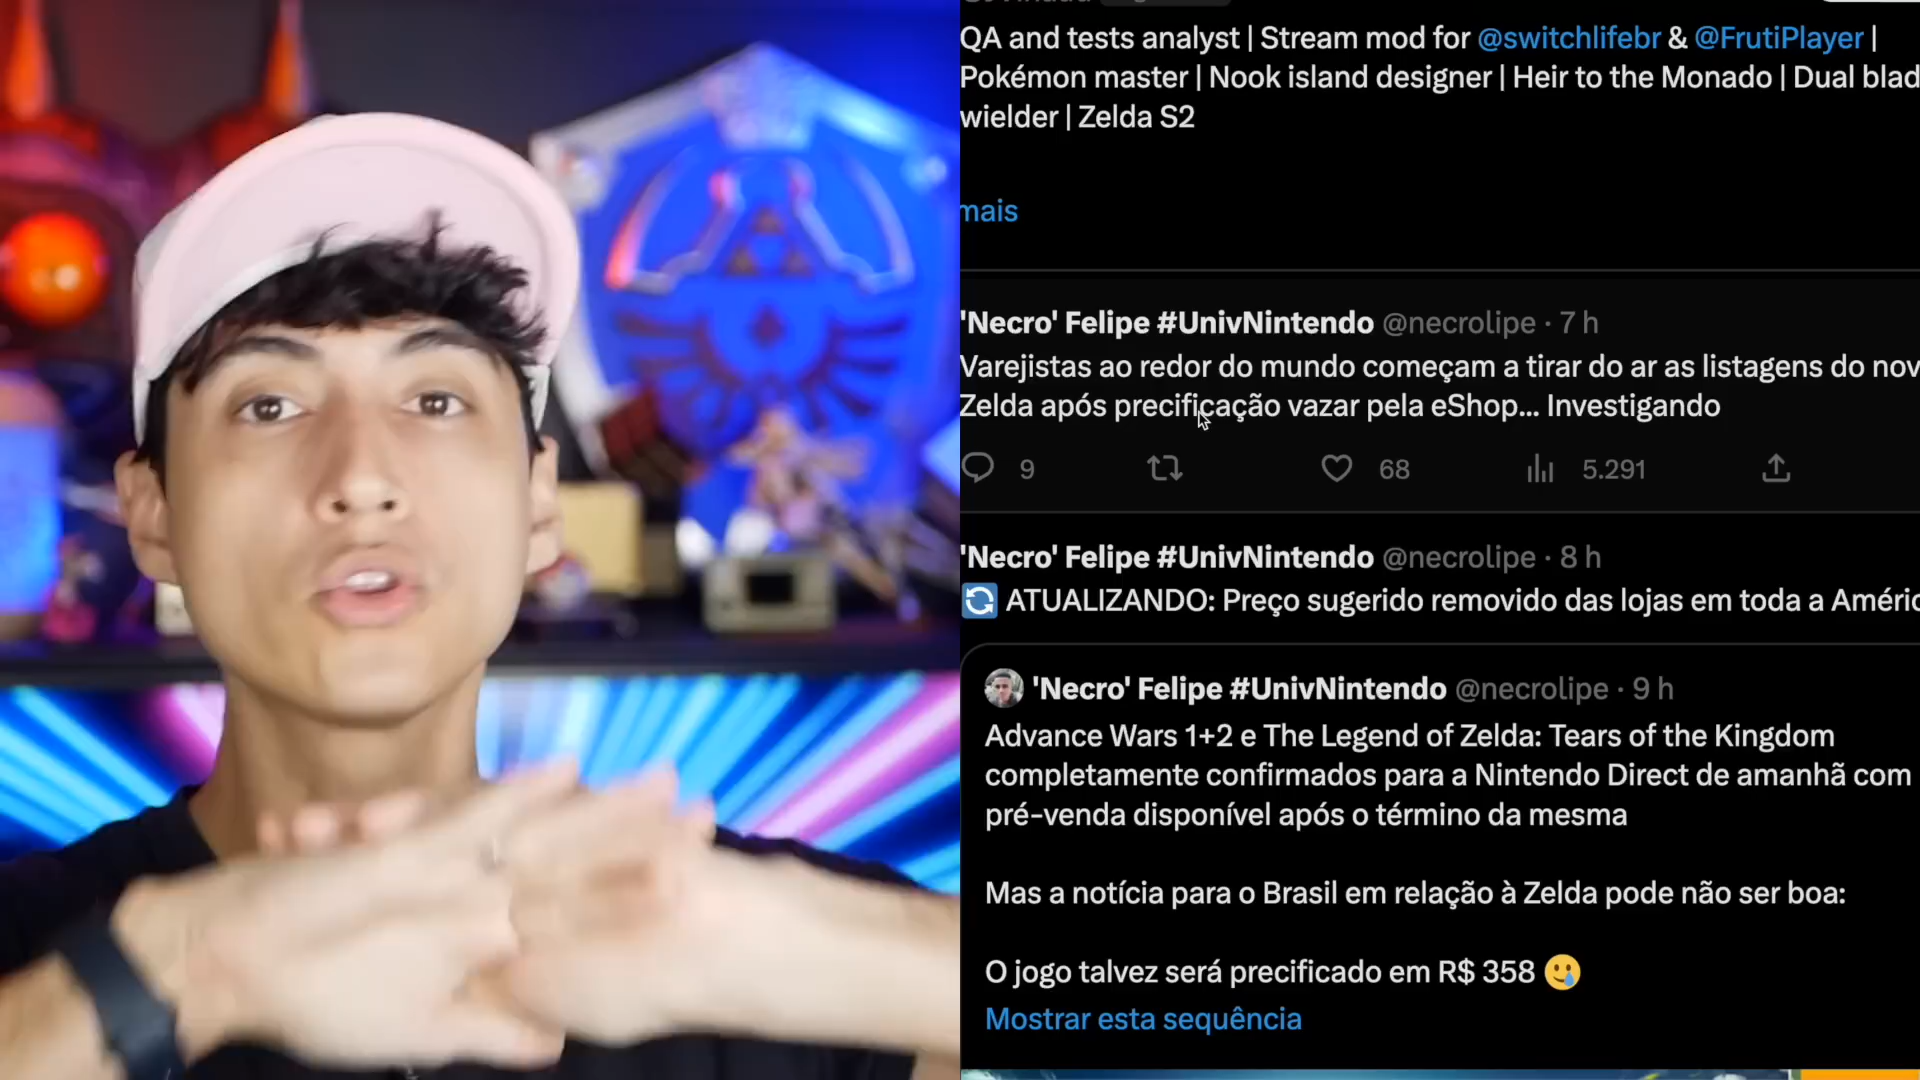 QA and tests analyst | Stream mod for @switchlifebr & @FrutiPlayer |
Pokémon master | Nook island designer | Heir to the Monado | Dual blad
wielder | Zelda S2
mais
'Necro' Felipe #UnivNintendo @necrolipe · 7 h
Varejistas ao redor do mundo começam a tirar do ar as listagens do nov
Zelda após precificação vazar pela eShop... Investigando
9 68 5.291
'Necro' Felipe #UnivNintendo @necrolipe · 8 h
ATUALIZANDO: Preço sugerido removido das lojas em toda a Améric
'Necro' Felipe #UnivNintendo @necrolipe · 9 h
Advance Wars 1+2 e The Legend of Zelda: Tears of the Kingdom
completamente confirmados para a Nintendo Direct de amanhã com
pré-venda disponível após o término da mesma
Mas a notícia para o Brasil em relação à Zelda pode não ser boa:
O jogo talvez será precificado em R$ 358
Mostrar esta sequência